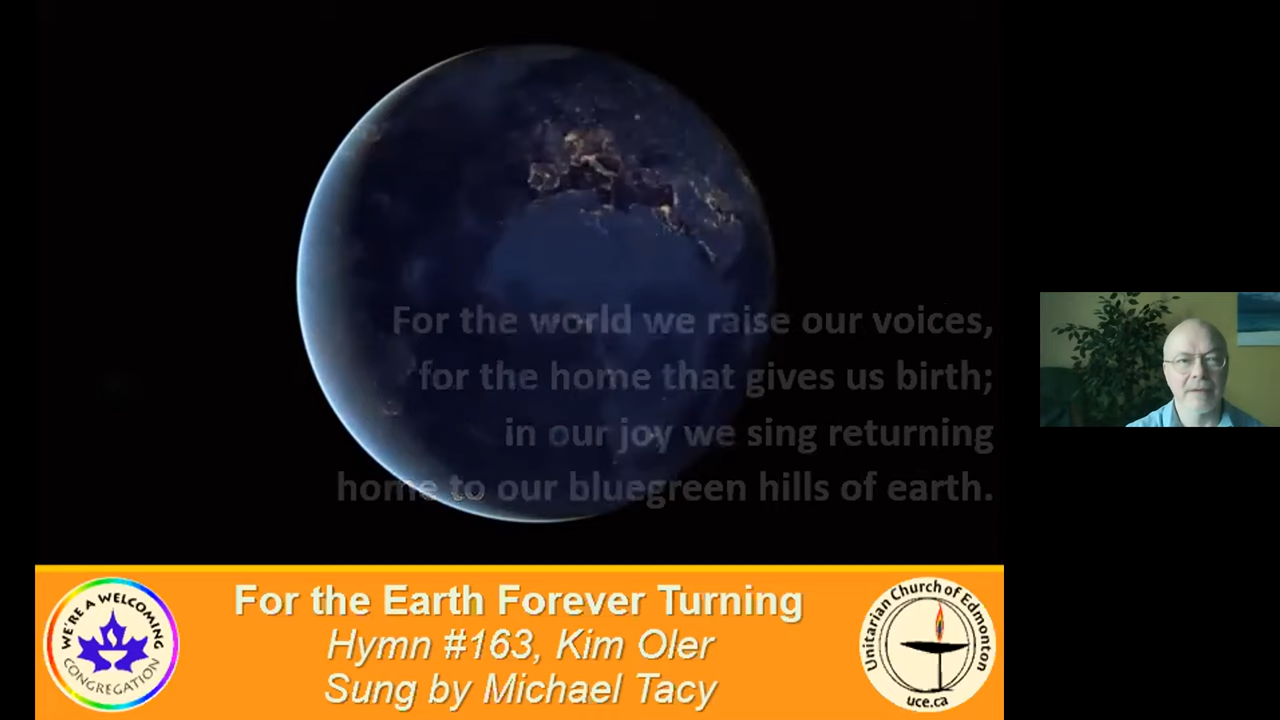 For the world we raise our voices,
for the home that gives us birth;
in our joy we sing returning
home to our bluegreen hills of earth.
WE'RE A WELCOMING
CONGREGATION
For the Earth Forever Turning
Hymn #163, Kim Oler
Sung by Michael Tacy
Unitarian Church of Edmonton
uce.ca